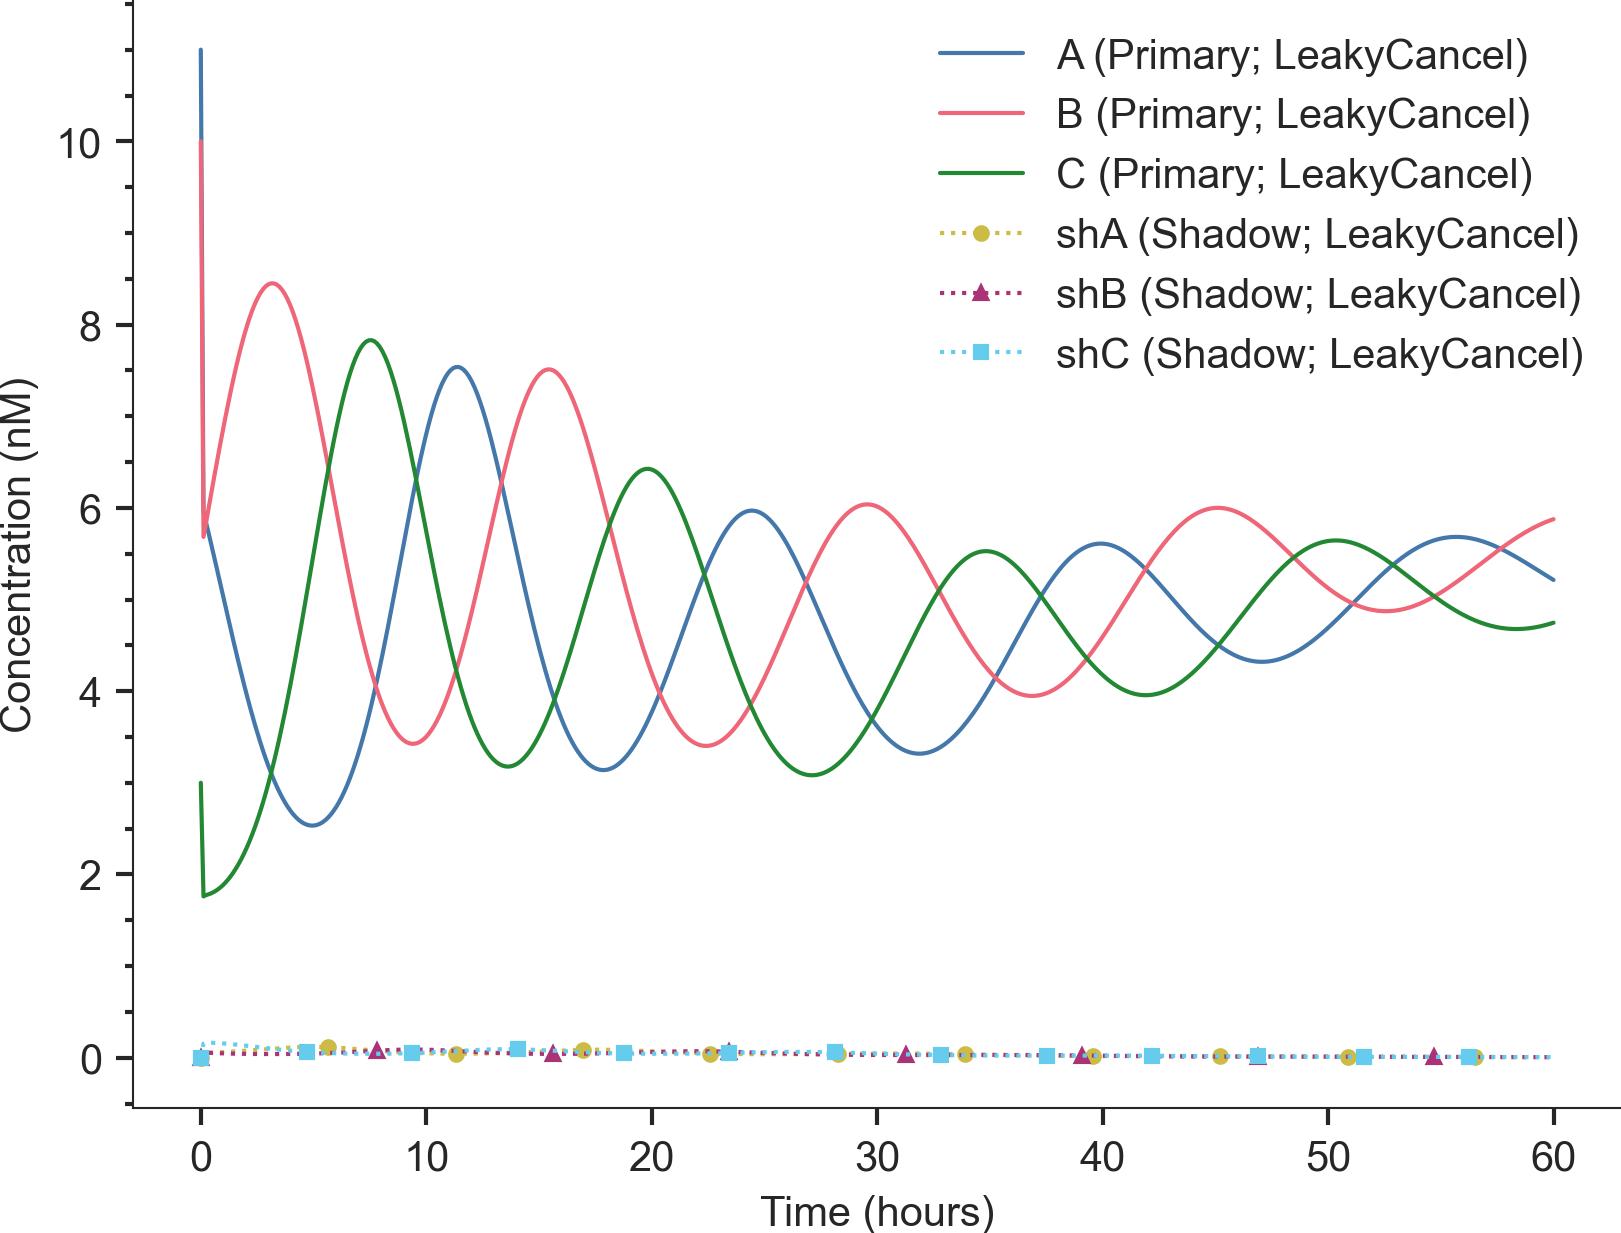 A (Primary; LeakyCancel)
B (Primary; LeakyCancel)
C (Primary; LeakyCancel)
shA (Shadow; LeakyCancel)
shB (Shadow; LeakyCancel)
shC (Shadow; LeakyCancel)
Concentration (nM)
10
8
6
4
2
0
0 10 20 30 40 50 60
Time (hours)